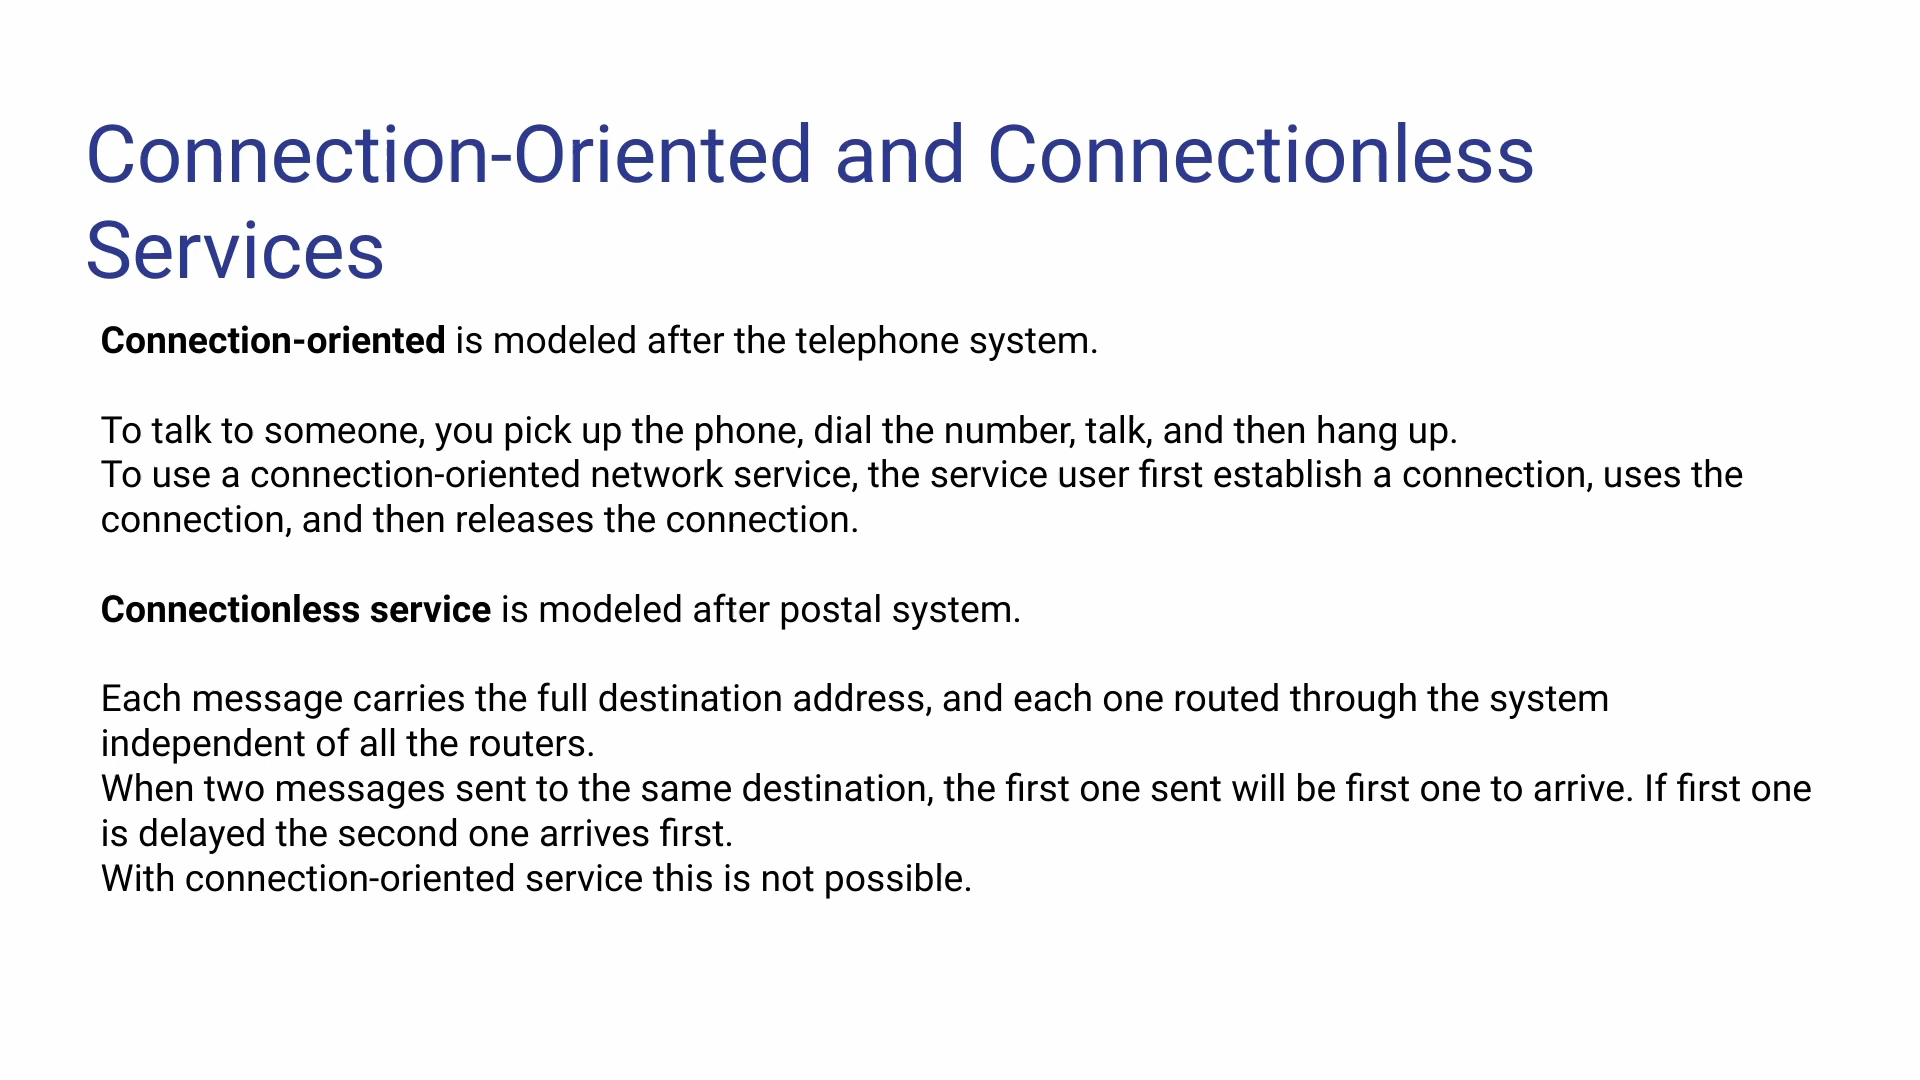 Connection-Oriented and Connectionless
Services
Connection-oriented is modeled after the telephone system.
To talk to someone, you pick up the phone, dial the number, talk, and then hang up.
To use a connection-oriented network service, the service user first establish a connection, uses the
connection, and then releases the connection.
Connectionless service is modeled after postal system.
Each message carries the full destination address, and each one routed through the system
independent of all the routers.
When two messages sent to the same destination, the first one sent will be first one to arrive. If first one
is delayed the second one arrives first.
With connection-oriented service this is not possible.